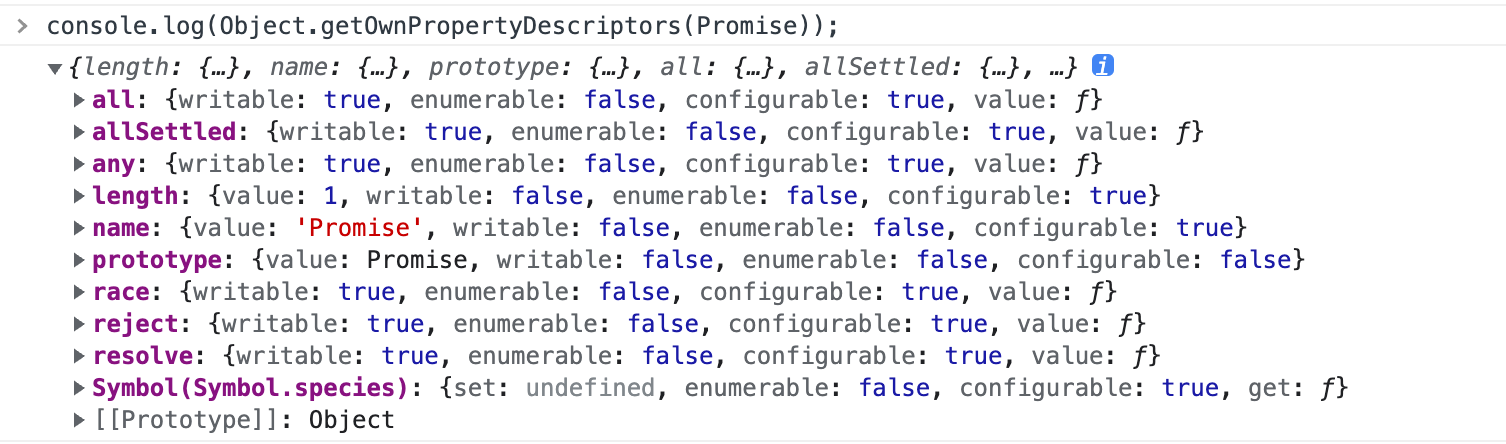 > console.log(Object.getOwnPropertyDescriptors(Promise));
▼{length: {…}, name: {…}, prototype: {…}, all: {…}, allSettled: {…}, …} i
▶all: {writable: true, enumerable: false, configurable: true, value: ƒ}
▶allSettled: {writable: true, enumerable: false, configurable: true, value: ƒ}
▶any: {writable: true, enumerable: false, configurable: true, value: ƒ}
▶length: {value: 1, writable: false, enumerable: false, configurable: true}
▶name: {value: 'Promise', writable: false, enumerable: false, configurable: true}
▶prototype: {value: Promise, writable: false, enumerable: false, configurable: false}
▶race: {writable: true, enumerable: false, configurable: true, value: ƒ}
▶reject: {writable: true, enumerable: false, configurable: true, value: ƒ}
▶resolve: {writable: true, enumerable: false, configurable: true, value: ƒ}
▶Symbol(Symbol.species): {set: undefined, enumerable: false, configurable: true, get: ƒ}
▶[[Prototype]]: Object